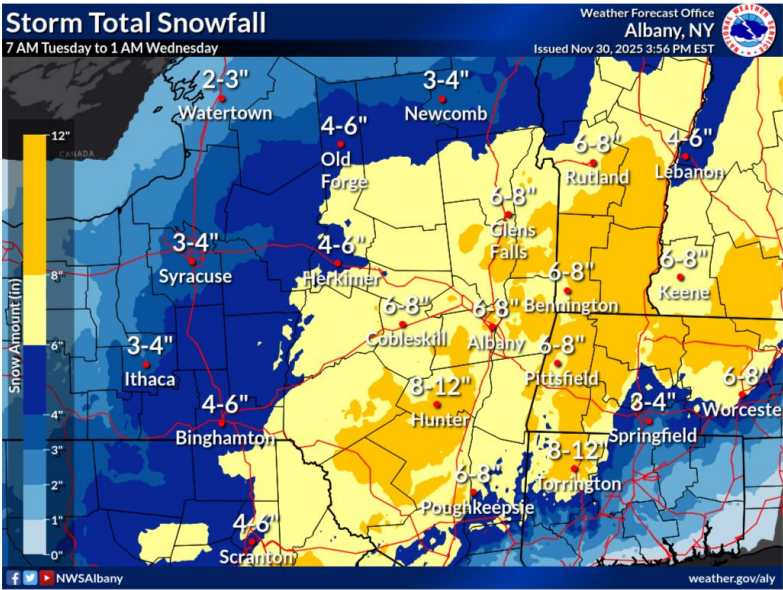 Storm Total Snowfall
7 AM Tuesday to 1 AM Wednesday
Weather Forecast Office
Albany, NY
Issued Nov 30, 2025 3:56 PM EST
NATIONAL WEATHER SERVICE
CANADA
Snow Amount (in)
12"
8"
6"
4"
3"
2"
1"
0"
2-3"
Watertown
3-4"
Newcomb
4-6"
Old
Forge
6-8"
Rutland
4-6"
Lebanon
6-8"
Glens
Falls
3-4"
Syracuse
4-6"
Herkimer
6-8"
Bennington
6-8"
Keene
6-8"
Cobleskill
6-8"
Albany
6-8"
Pittsfield
3-4"
Ithaca
8-12"
Hunter
4-6"
Binghamton
3-4"
Springfield
6-8"
Worceste
8-12"
Torrington
6-8"
Poughkeepsie
4-6"
Scranton
NWSAlbany
weather.gov/aly